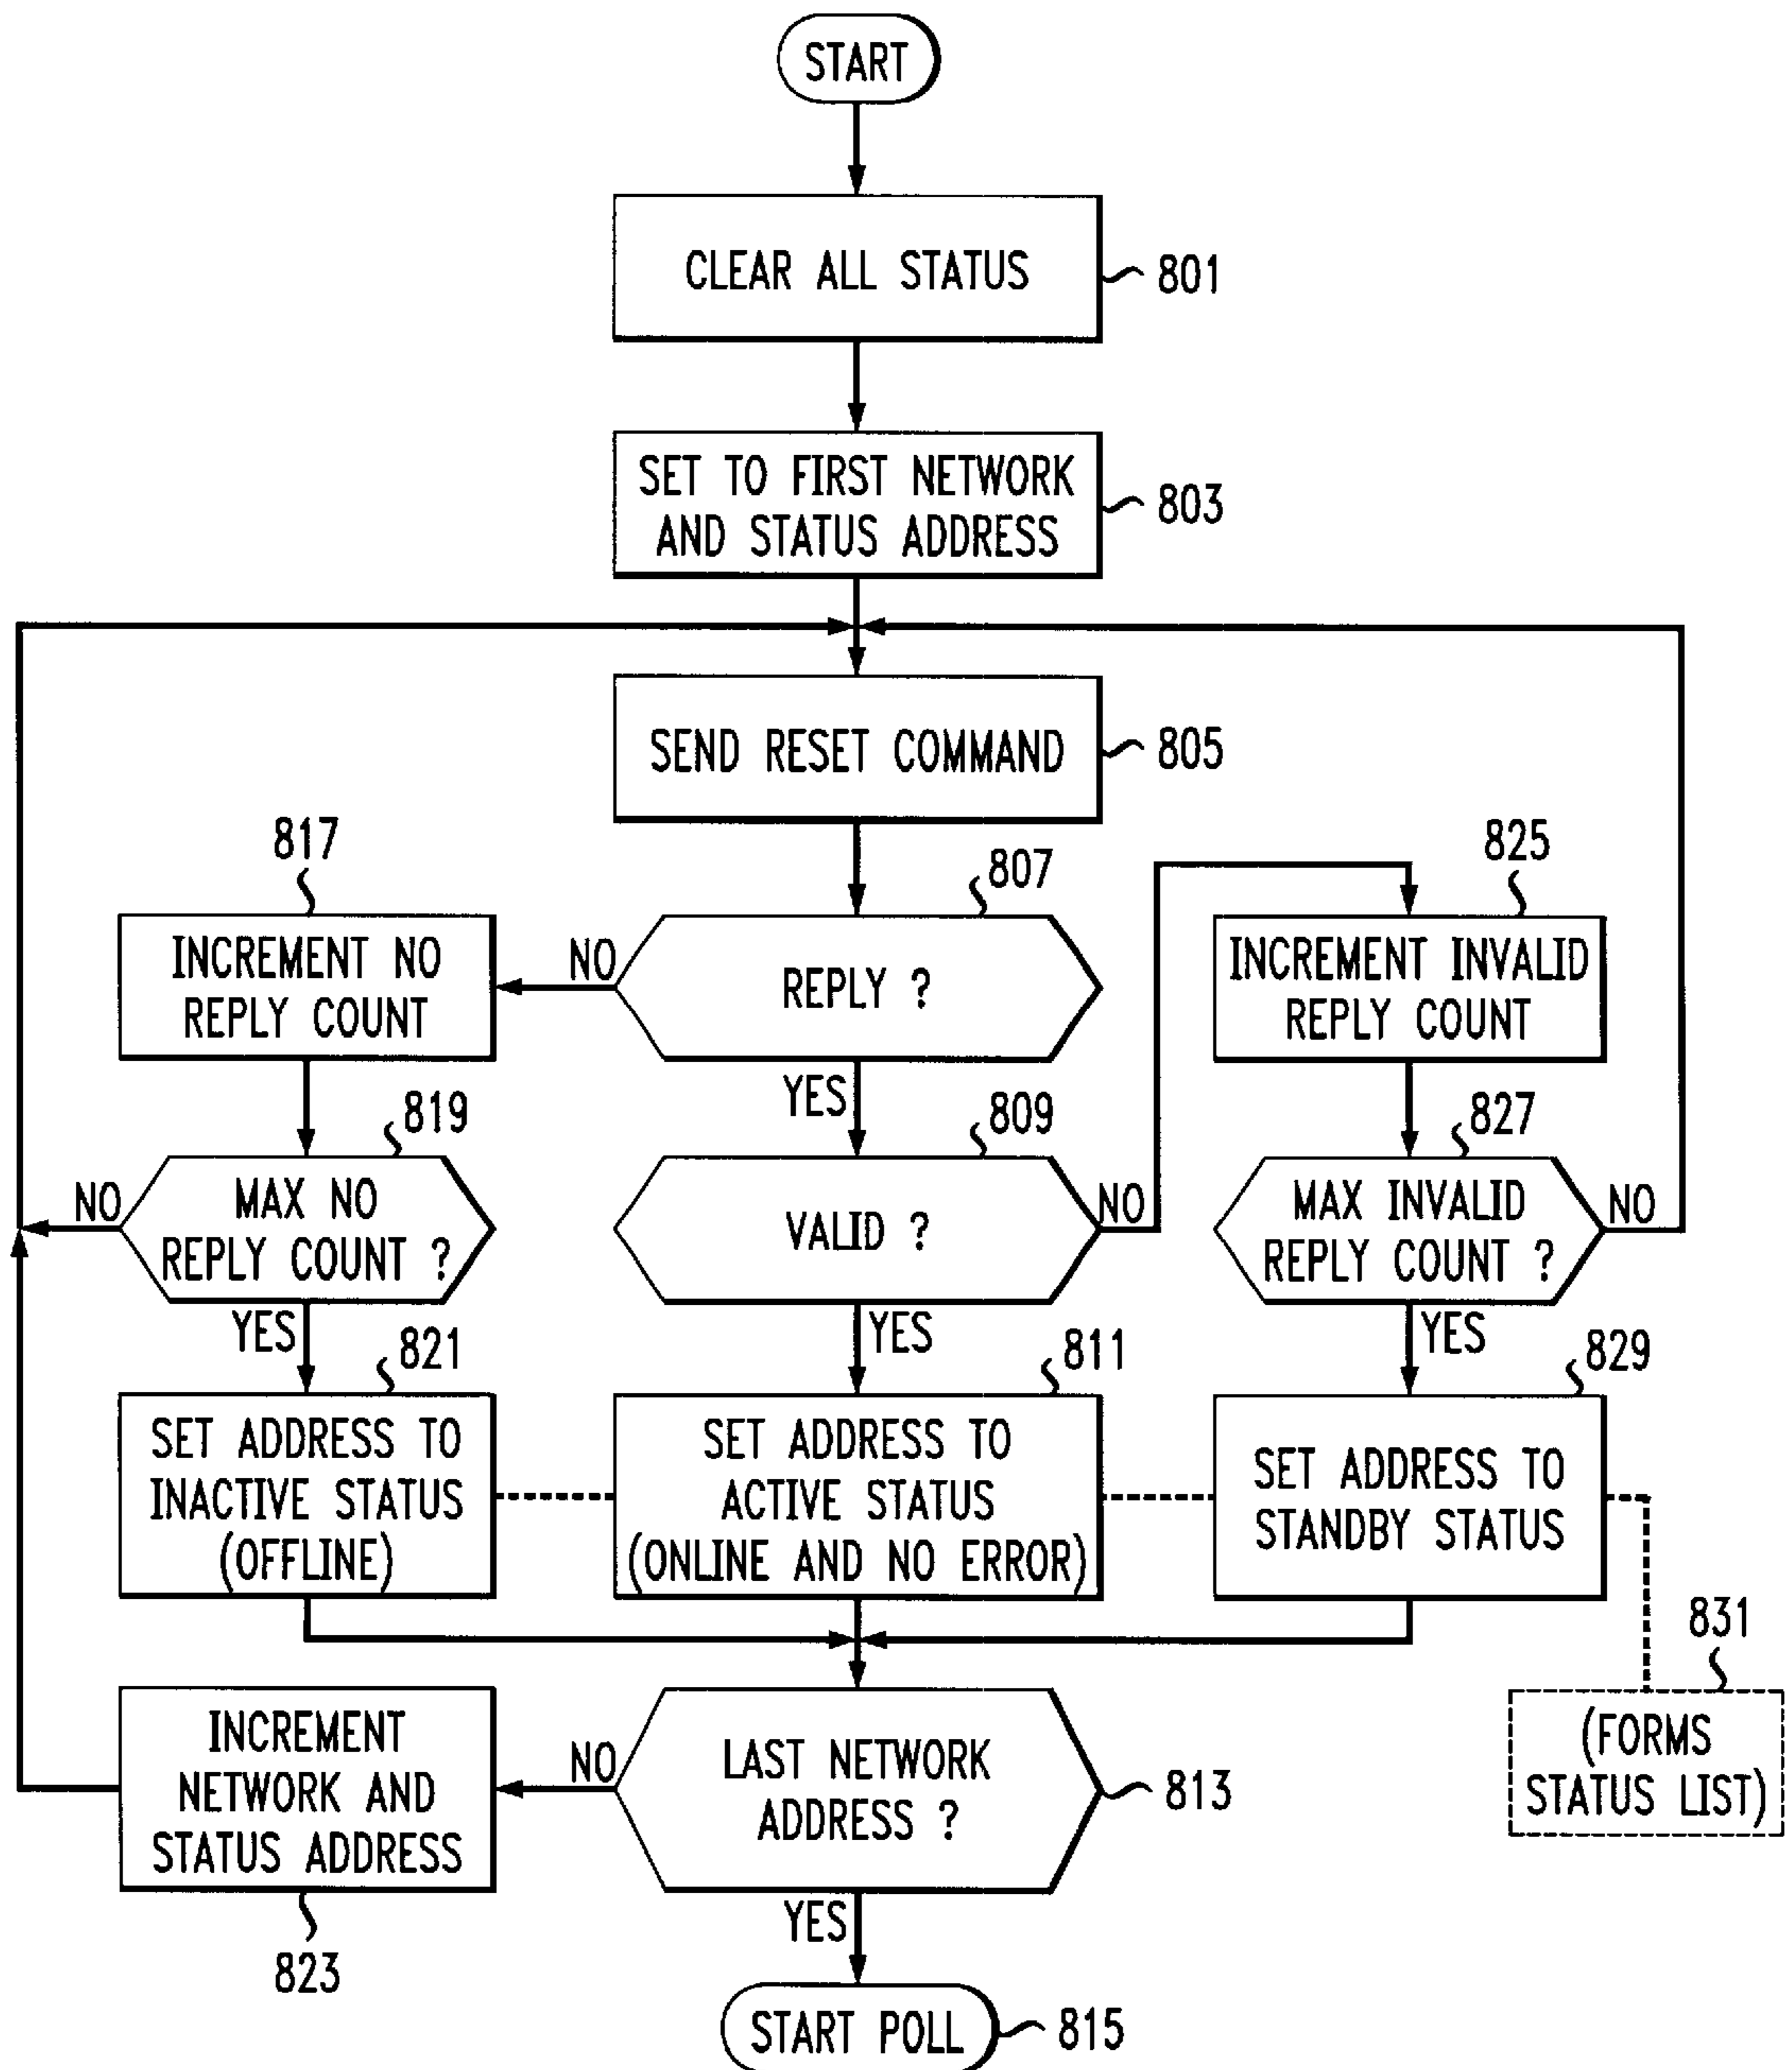 START
CLEAR ALL STATUS
801
SET TO FIRST NETWORK
AND STATUS ADDRESS
803
SEND RESET COMMAND
805
817
INCREMENT NO
REPLY COUNT
NO
807
REPLY ?
YES
825
INCREMENT INVALID
REPLY COUNT
819
NO
MAX NO
REPLY COUNT ?
YES
809
VALID ?
NO
YES
827
MAX INVALID
REPLY COUNT ?
NO
YES
821
SET ADDRESS TO
INACTIVE STATUS
(OFFLINE)
811
SET ADDRESS TO
ACTIVE STATUS
(ONLINE AND NO ERROR)
829
SET ADDRESS TO
STANDBY STATUS
831
(FORMS
STATUS LIST)
INCREMENT
NETWORK AND
STATUS ADDRESS
823
NO
LAST NETWORK
ADDRESS ?
813
YES
START POLL
815